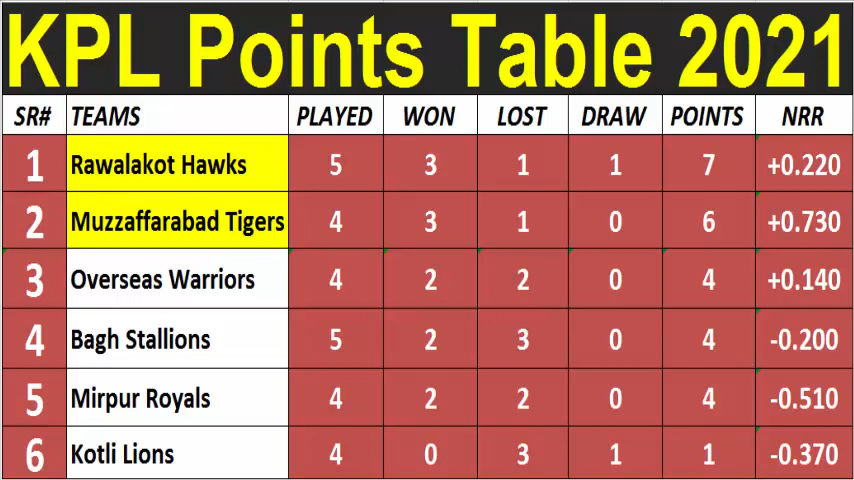 KPL Points Table 2021
SR# TEAMS PLAYED WON LOST DRAW POINTS NRR
1 Rawalakot Hawks 5 3 1 1 7 +0.220
2 Muzzaffarabad Tigers 4 3 1 0 6 +0.730
3 Overseas Warriors 4 2 2 0 4 +0.140
4 Bagh Stallions 5 2 3 0 4 -0.200
5 Mirpur Royals 4 2 2 0 4 -0.510
6 Kotli Lions 4 0 3 1 1 -0.370